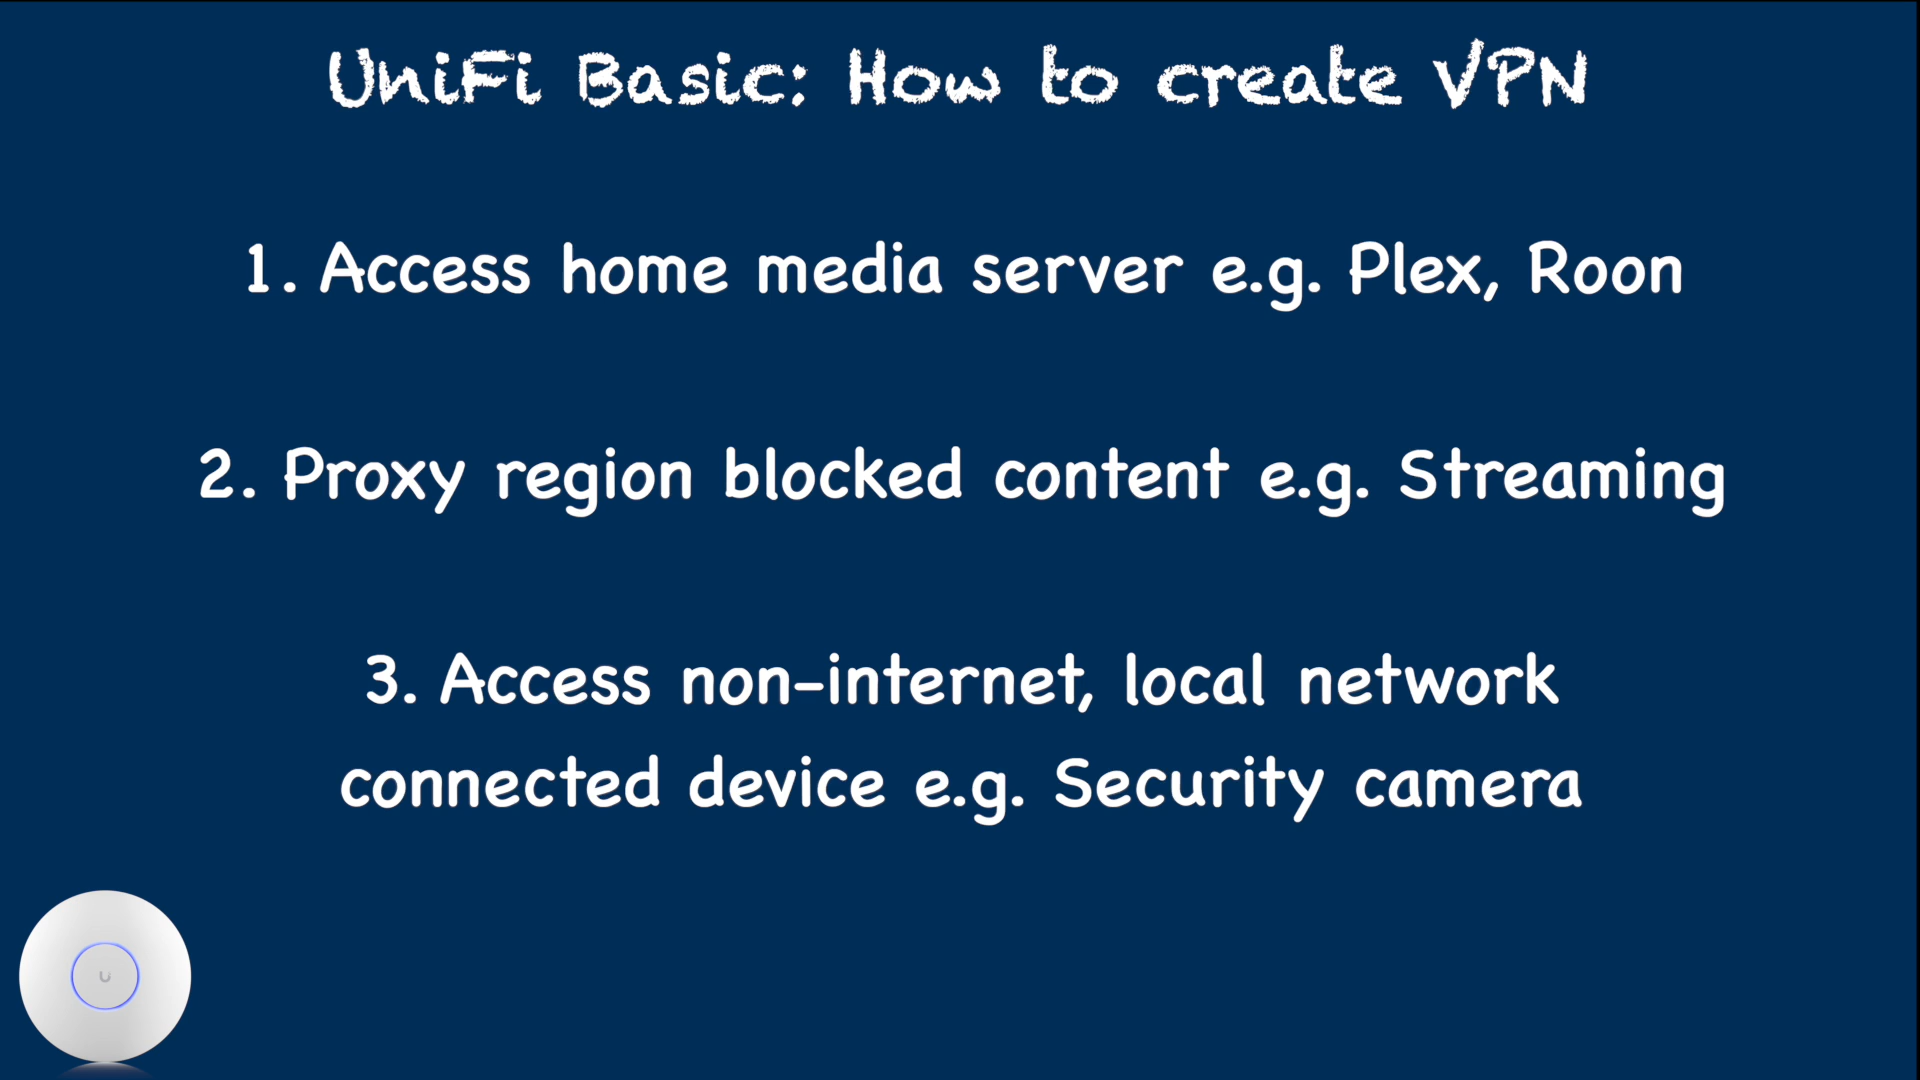 UniFi Basic: How to create VPN
1. Access home media server e.g. Plex, Roon
2. Proxy region blocked content e.g. Streaming
3. Access non-internet, local network
connected device e.g. Security camera